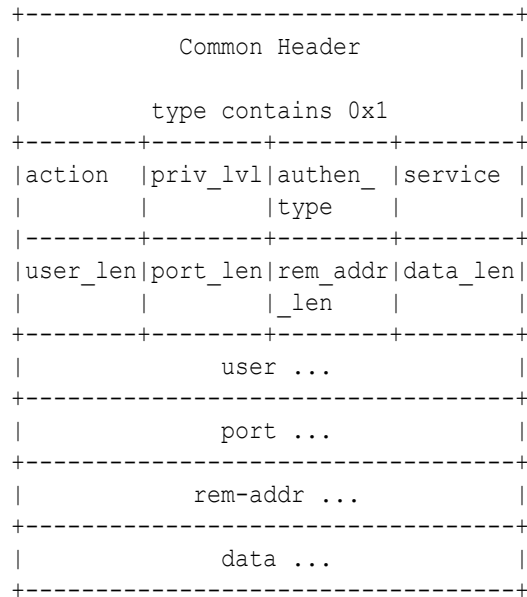 +-----------------------------------+
|           Common Header           |
|                                   |
|          type contains 0x1        |
+--------+--------+--------+--------+
|action  |priv_lvl|authen_ |service |
|        |        |type    |        |
|--------+--------+--------+--------+
|user_len|port_len|rem_addr|data_len|
|        |        |_len    |        |
+--------+--------+--------+--------+
|              user ...             |
+-----------------------------------+
|              port ...             |
+-----------------------------------+
|            rem-addr ...           |
+-----------------------------------+
|              data ...             |
+-----------------------------------+